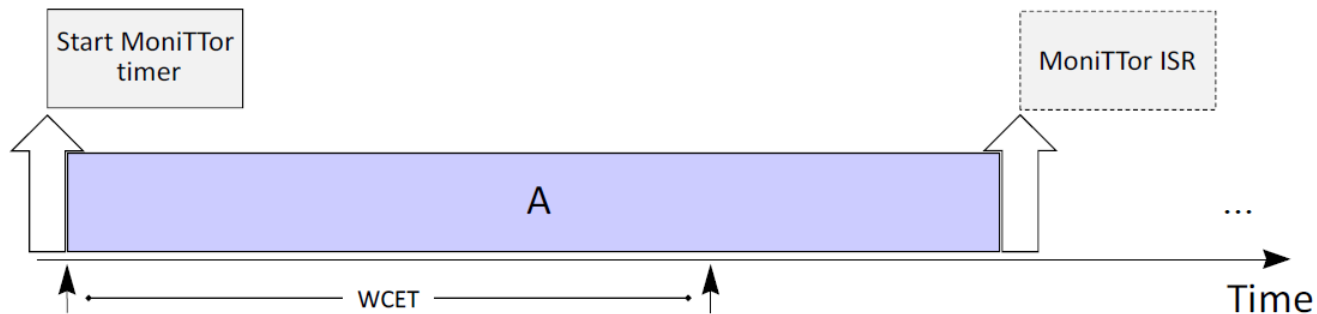 Start MoniTTor
timer
MoniTTor ISR
A
...
WCET
Time